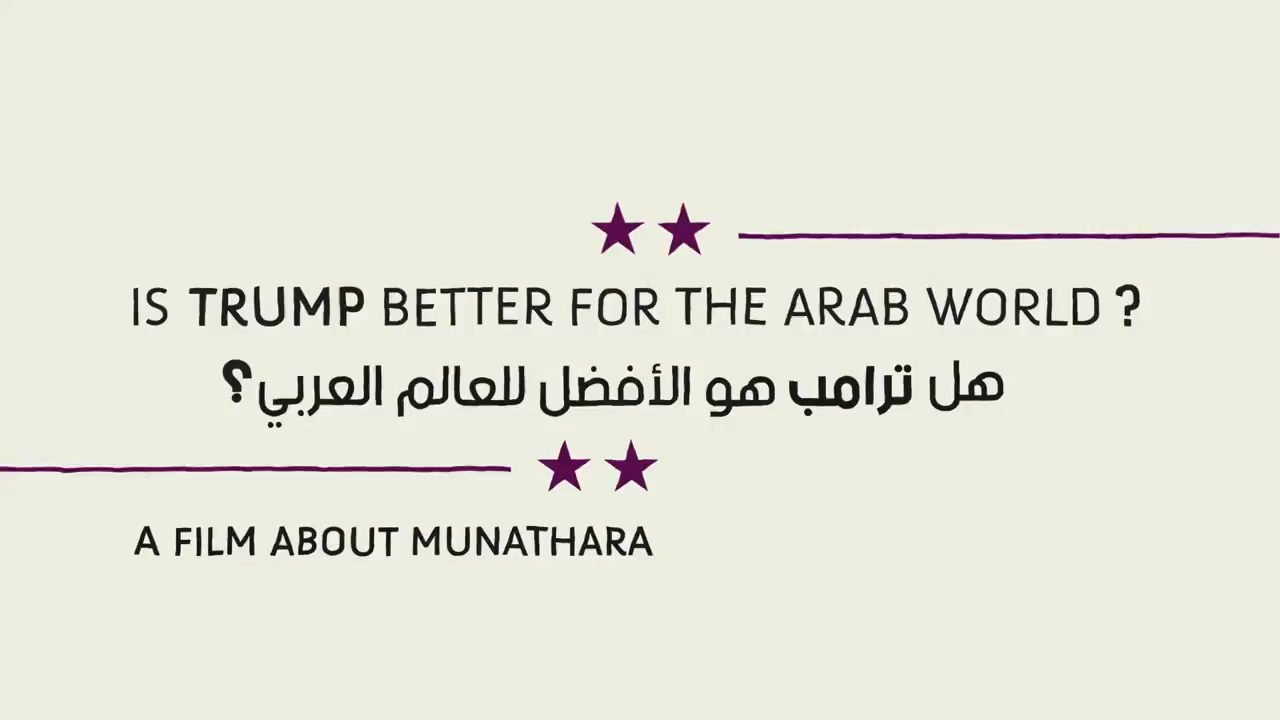 IS TRUMP BETTER FOR THE ARAB WORLD ?
هل ترامب هو الأفضل للعالم العربي؟
A FILM ABOUT MUNATHARA